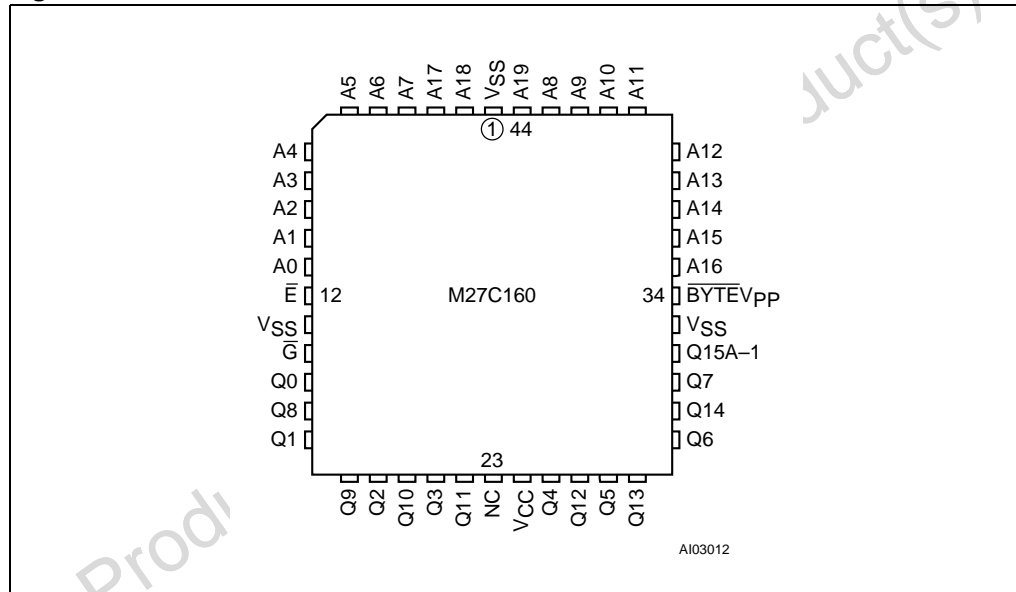 A5 A6 A7 A17 A18 VSS A19 A8 A9 A10 A11
1 44
A4
A3
A2
A1
A0
E 12
VSS
G
Q0
Q8
Q1
M27C160
A12
A13
A14
A15
A16
34 BYTEVPP
VSS
Q15A–1
Q7
Q14
Q6
23
Q9 Q2 Q10 Q3 Q11 NC VCC Q4 Q12 Q5 Q13
AI03012